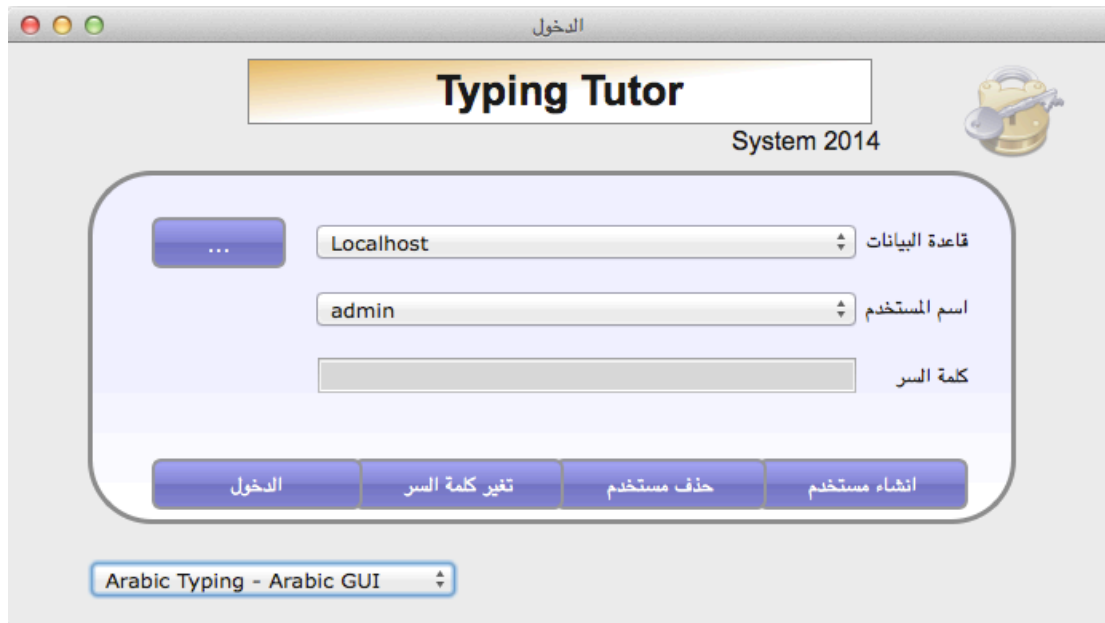 الدخول
Typing Tutor
System 2014
قاعدة البيانات Localhost ...
اسم المستخدم admin
كلمة السر
انشاء مستخدم حذف مستخدم تغير كلمة السر الدخول
Arabic Typing - Arabic GUI